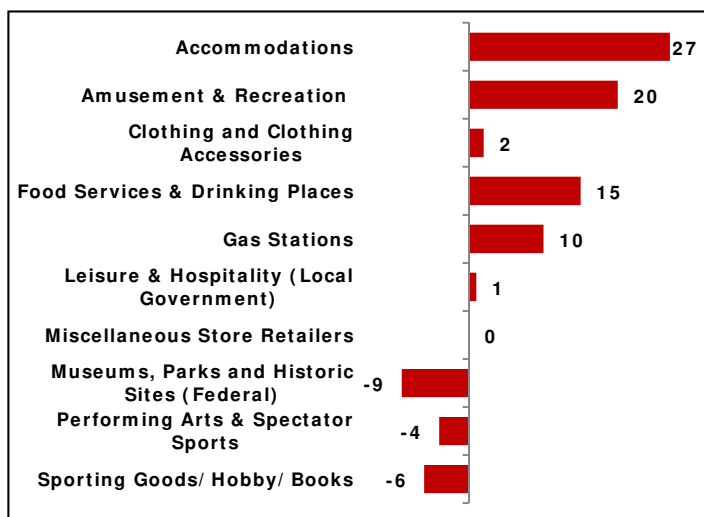 Accommodations
27
Amusement & Recreation
20
Clothing and Clothing
Accessories
2
Food Services & Drinking Places
15
Gas Stations
10
Leisure & Hospitality (Local
Government)
1
Miscellaneous Store Retailers
0
Museums, Parks and Historic
Sites (Federal)
-9
Performing Arts & Spectator
Sports
-4
Sporting Goods/ Hobby/ Books
-6